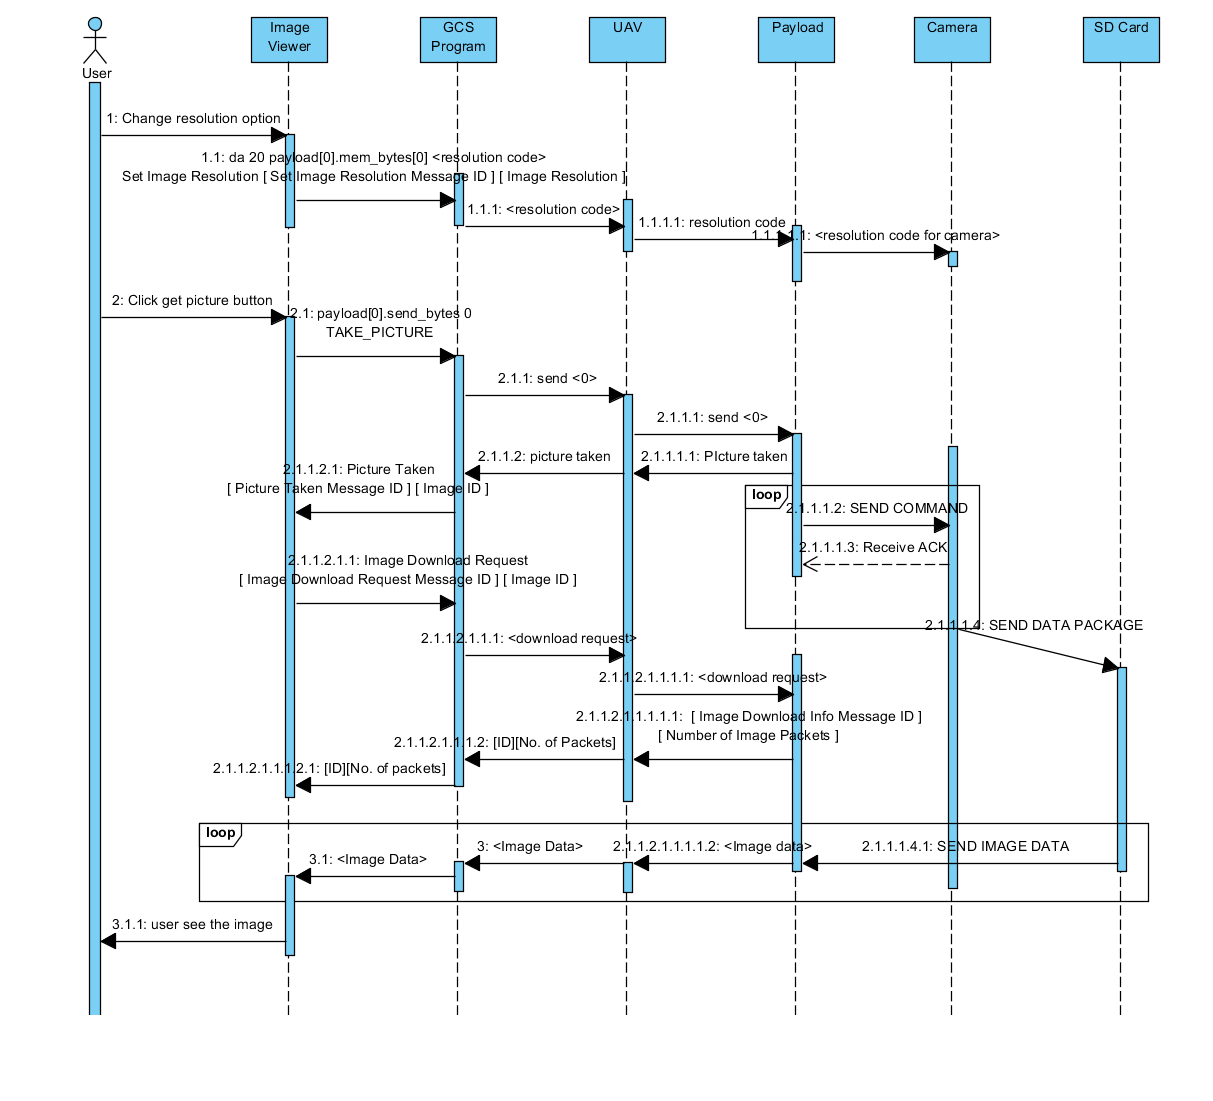 Image
Viewer
GCS
Program
UAV
Payload
Camera
SD Card
User
1: Change resolution option
1.1: da 20 payload[0].mem_bytes[0] <resolution code>
Set Image Resolution [ Set Image Resolution Message ID ] [ Image Resolution ]
1.1.1: <resolution code>
1.1.1.1: resolution code
1.1.1.1.1: <resolution code for camera>
2: Click get picture button
2.1: payload[0].send_bytes 0
TAKE_PICTURE
2.1.1: send <0>
2.1.1.1: send <0>
2.1.1.2: picture taken
2.1.1.1.1: PIcture taken
2.1.1.2.1: Picture Taken
[ Picture Taken Message ID ] [ Image ID ]
loop
2.1.1.1.2: SEND COMMAND
2.1.1.1.3: Receive ACK
2.1.1.2.1.1: Image Download Request
[ Image Download Request Message ID ] [ Image ID ]
2.1.1.1.4: SEND DATA PACKAGE
2.1.1.2.1.1.1: <download request>
2.1.1.2.1.1.1.1: <download request>
2.1.1.2.1.1.1.1.1: [ Image Download Info Message ID ]
[ Number of Image Packets ]
2.1.1.2.1.1.1.2: [ID][No. of Packets]
2.1.1.2.1.1.1.2.1: [ID][No. of packets]
loop
3.1: <Image Data>
3: <Image Data>
2.1.1.2.1.1.1.1.2: <Image data>
2.1.1.1.4.1: SEND IMAGE DATA
3.1.1: user see the image